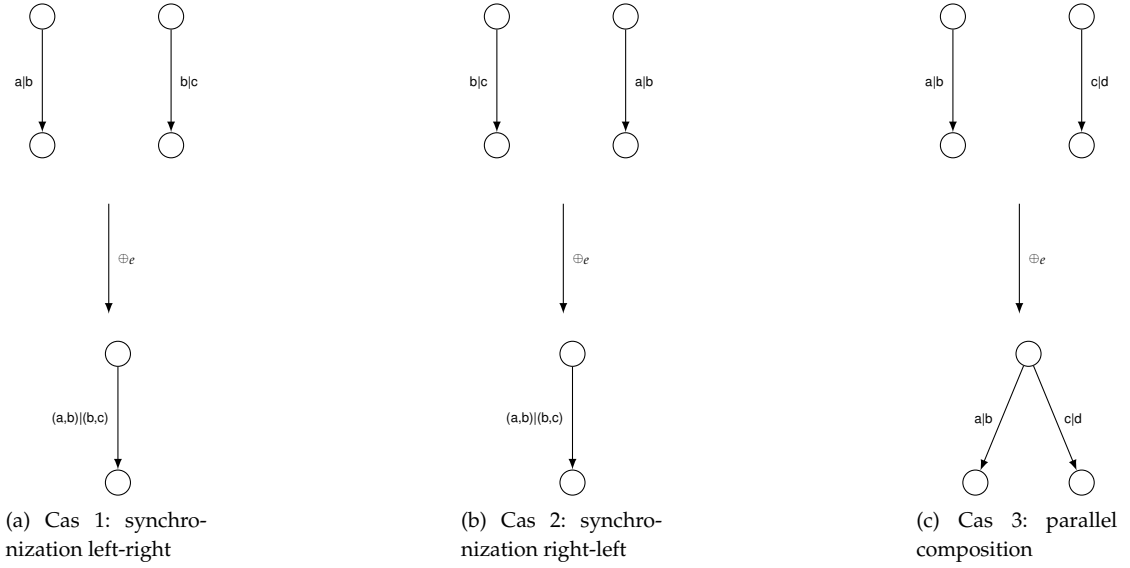 a|b
b|c
b|c
a|b
a|b
c|d
⊕e
⊕e
⊕e
(a,b)|(b,c)
(a,b)|(b,c)
a|b
c|d
(a) Cas 1: synchro-
nization left-right
(b) Cas 2: synchro-
nization right-left
(c) Cas 3: parallel
composition